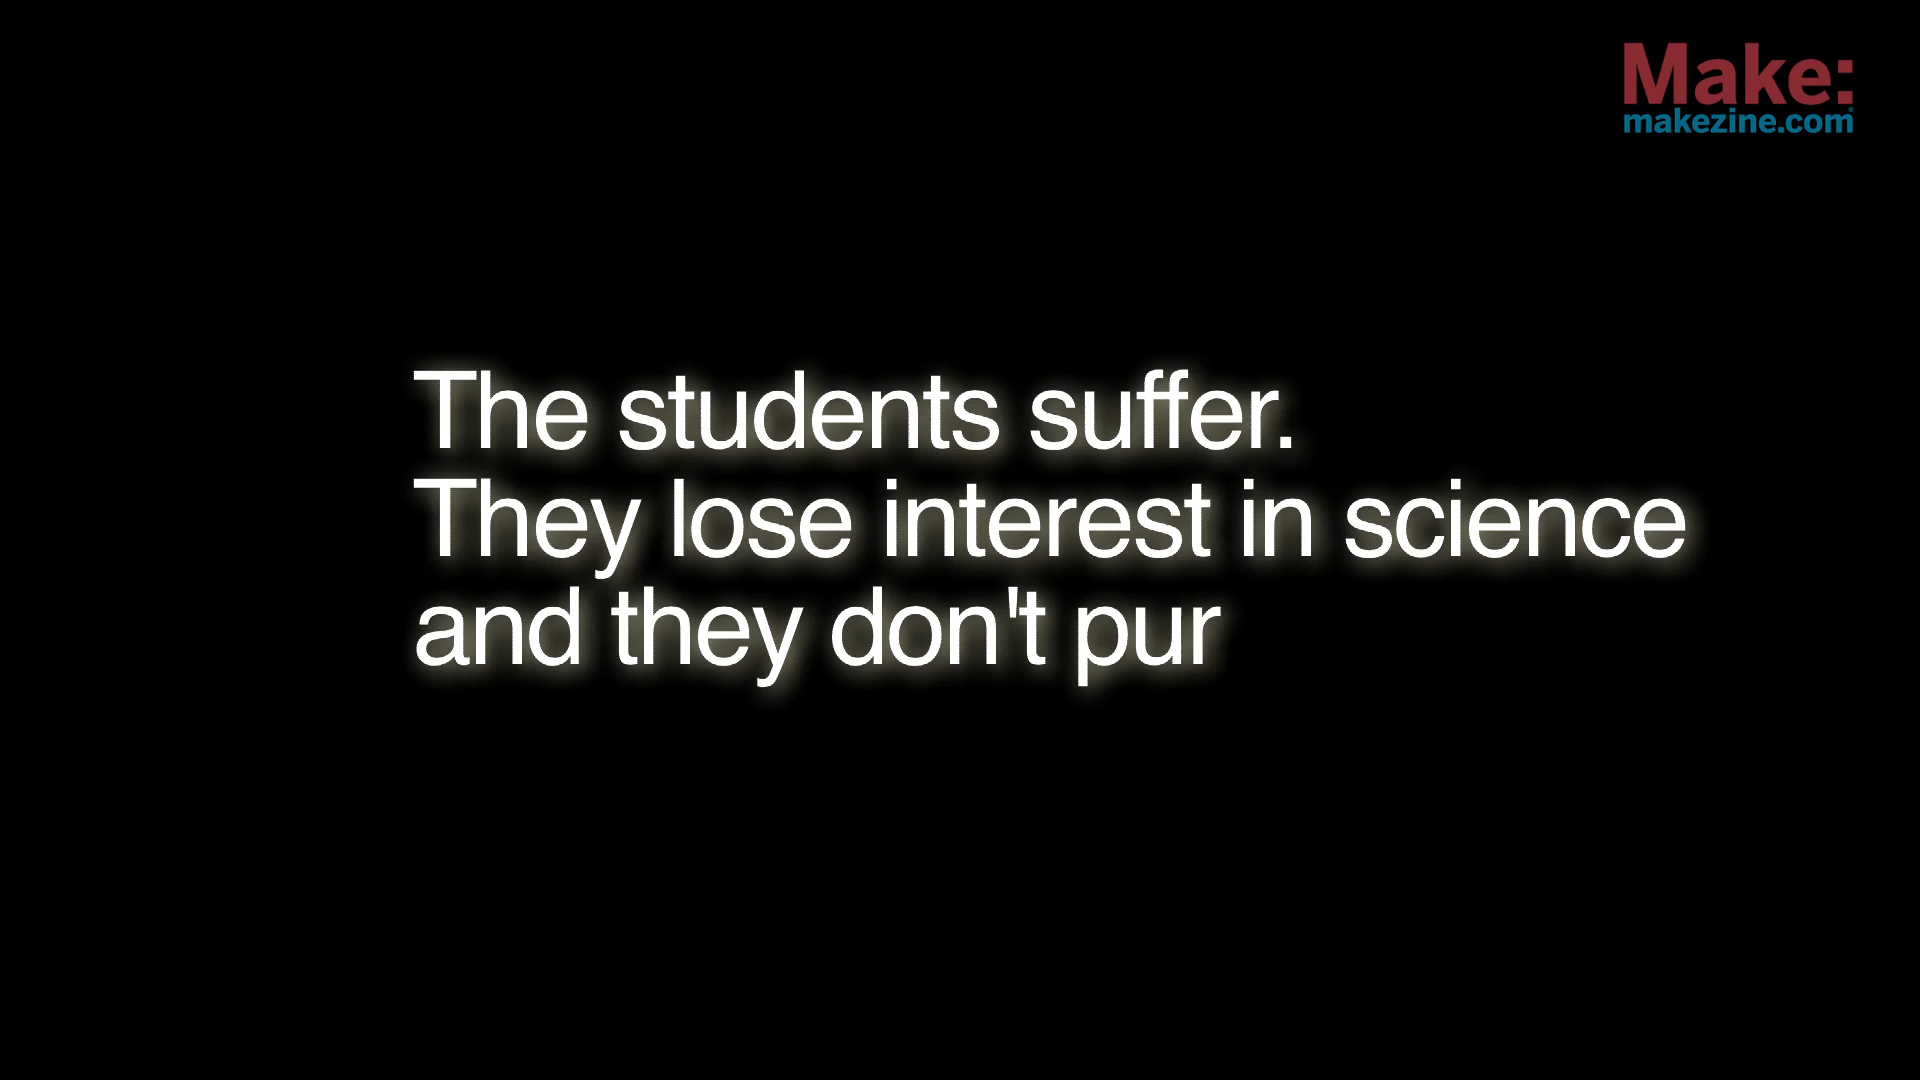 Make:
makezine.com
The students suffer.
They lose interest in science
and they don't pur